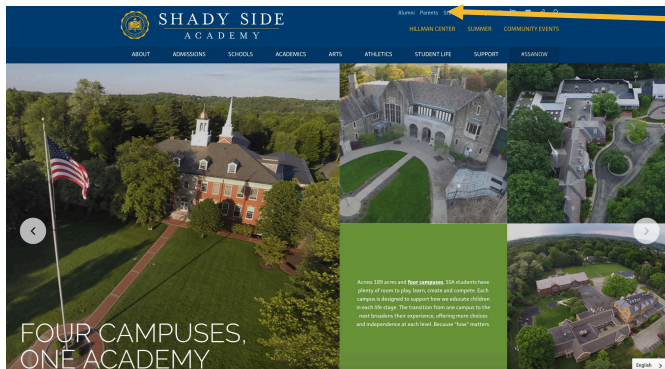 Alumni Parents
SHADY SIDE
ACADEMY
HILLMAN CENTER SUMMER COMMUNITY EVENTS
ABOUT ADMISSIONS SCHOOLS ACADEMICS ARTS ATHLETICS STUDENT LIFE SUPPORT #SSANOW
Across 189 acres and four campuses, SSA students have
plenty of room to play, learn, create and compete. Each
campus is designed to support how we educate children
in each life stage. The transition from one campus to the
next broadens their experience, offering more choices
and independence at each level. Because "how" matters.
FOUR CAMPUSES,
ONE ACADEMY
English